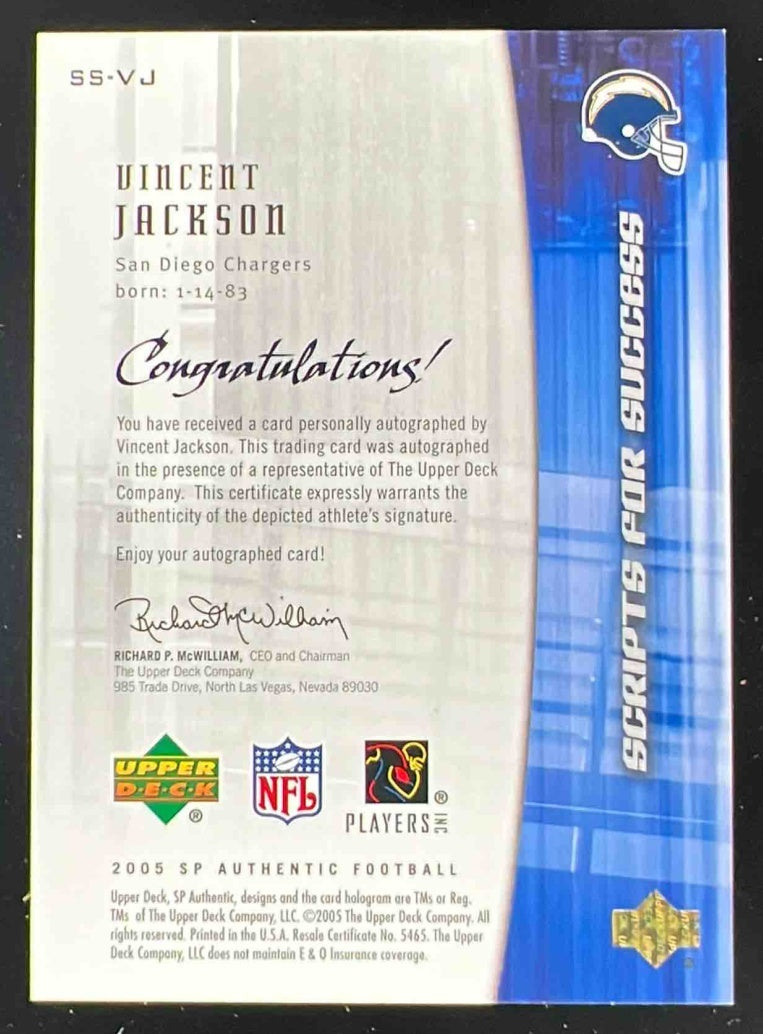 SS-VJ
VINCENT
JACKSON
San Diego Chargers
born: 1-14-83
Congratulations!
You have received a card personally autographed by
Vincent Jackson. This trading card was autographed
in the presence of a representative of The Upper Deck
Company. This certificate expressly warrants the
authenticity of the depicted athlete's signature.
Enjoy your autographed card!
Richard McWilliam
RICHARD P. McWILLIAM, CEO and Chairman
The Upper Deck Company
985 Trade Drive, North Las Vegas, Nevada 89030
UPPER
D·E·C·K
®
NFL
®
PLAYERS INC
2005 SP AUTHENTIC FOOTBALL
Upper Deck, SP Authentic, designs and the card hologram are TMs or Reg.
TMs of The Upper Deck Company, LLC. ©2005 The Upper Deck Company. All
rights reserved. Printed in the U.S.A. Resale Certificate No. 5465. The Upper
Deck Company, LLC does not maintain E & O Insurance coverage.
SCRIPTS FOR SUCCESS